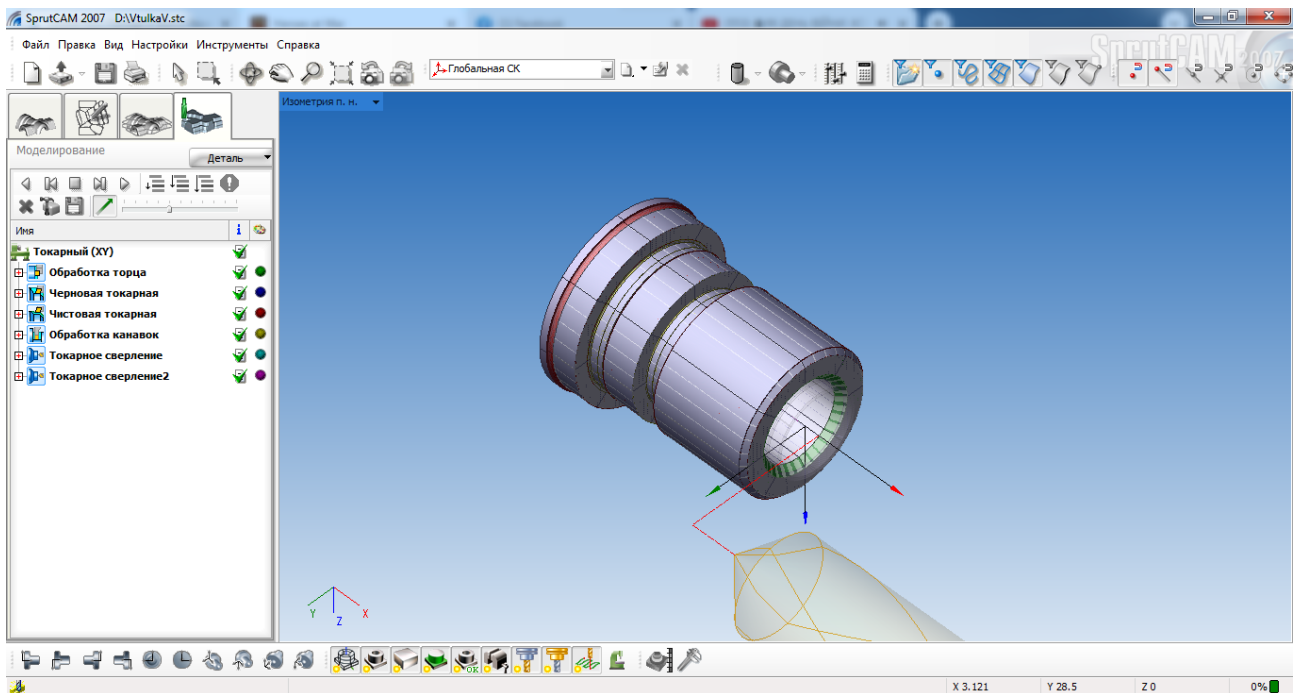 SprutCAM 2007 D:\VtulkaV.stc
Файл Правка Вид Настройки Инструменты Справка
SprutCAM 2007
Глобальная СК
Изометрия п. н.
Моделирование
Деталь
Имя
Токарный (XY)
Обработка торца
Черновая токарная
Чистовая токарная
Обработка канавок
Токарное сверление
Токарное сверление2
Y
Z
X
OK
X 3.121 Y 28.5 Z 0 0%